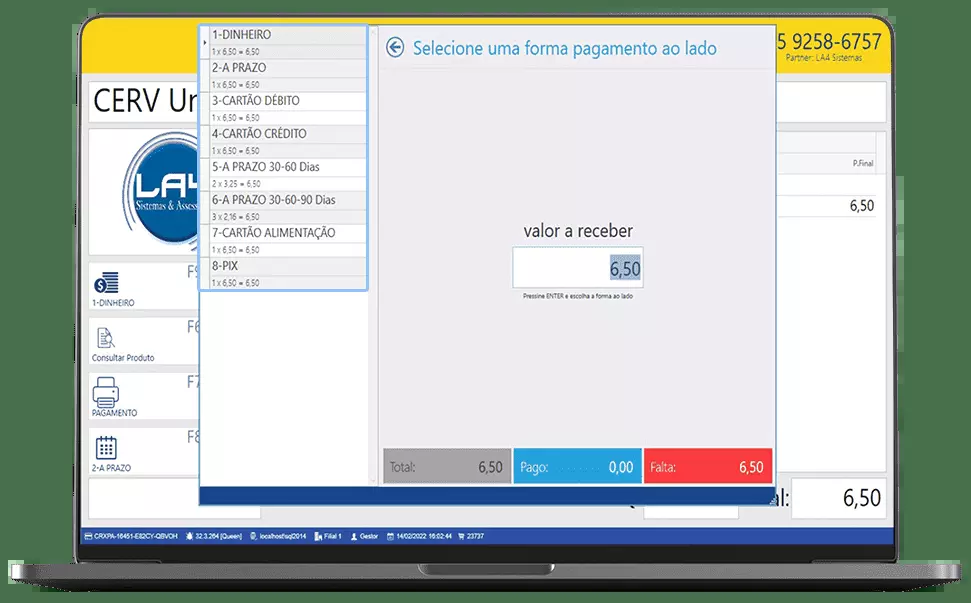 5 9258-6757
Partner: LA4 Sistemas
CERV Un
LA4
Sistemas & Assess
F9
1-DINHEIRO
F6
Consultar Produto
F7
PAGAMENTO
F8
2-A PRAZO
1-DINHEIRO
1 x 6,50 = 6,50
2-A PRAZO
1 x 6,50 = 6,50
3-CARTÃO DÉBITO
1 x 6,50 = 6,50
4-CARTÃO CRÉDITO
1 x 6,50 = 6,50
5-A PRAZO 30-60 Dias
2 x 3,25 = 6,50
6-A PRAZO 30-60-90 Dias
3 x 2,16 = 6,50
7-CARTÃO ALIMENTAÇÃO
1 x 6,50 = 6,50
8-PIX
1 x 6,50 = 6,50
Selecione uma forma pagamento ao lado
valor a receber
6,50
Pressine ENTER e escolha a forma ao lado
Total: 6,50
Pago: 0,00
Falta: 6,50
P.Final
6,50
al: 6,50
CRXPA-16451-E82CY-QBVOH 32.3.264 [Queen] localhost\sql2014 Filial 1 Gestor 14/02/2022 16:02:44 23737